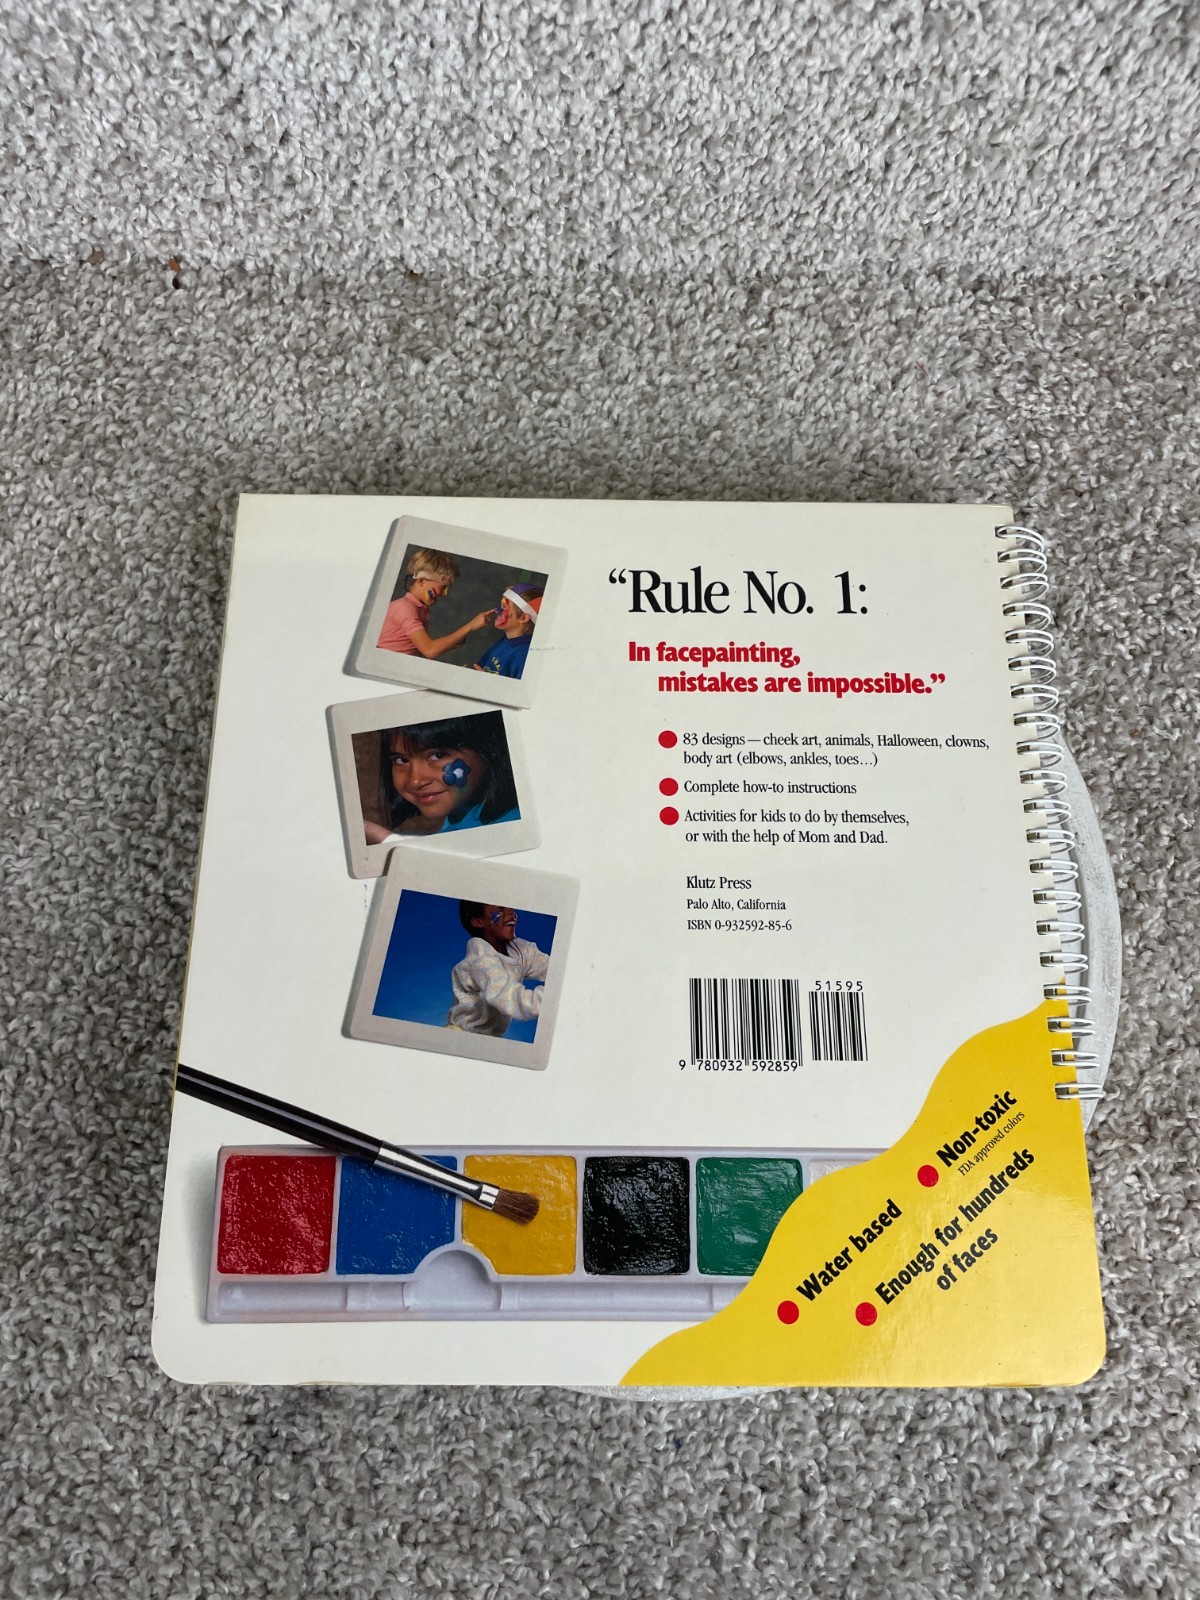 “Rule No. 1:
In facepainting,
mistakes are impossible.”
83 designs — cheek art, animals, Halloween, clowns,
body art (elbows, ankles, toes...)
Complete how-to instructions
Activities for kids to do by themselves,
or with the help of Mom and Dad.
Klutz Press
Palo Alto, California
ISBN 0-932592-85-6
51595
9 780932 592859
Non-toxic
FDA approved colors
Water based
Enough for hundreds
of faces